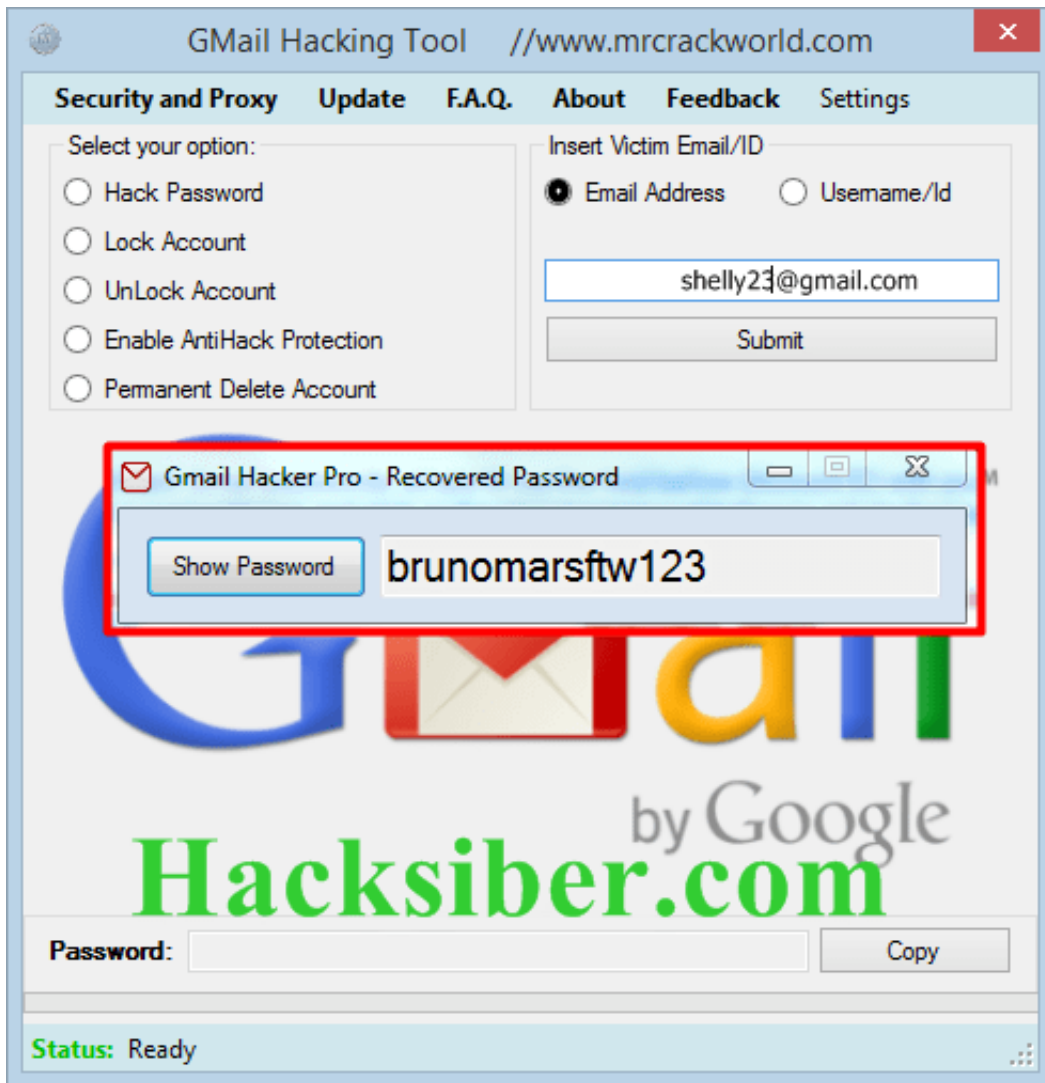 GMail Hacking Tool //www.mrcrackworld.com
Security and Proxy Update F.A.Q. About Feedback Settings
Select your option:
Hack Password
Lock Account
UnLock Account
Enable AntiHack Protection
Permanent Delete Account
Insert Victim Email/ID
Email Address Username/Id
shelly23@gmail.com
Submit
Gmail Hacker Pro - Recovered Password
Show Password brunomarsftw123
Gmail
by Google
Hacksiber.com
Password: Copy
Status: Ready